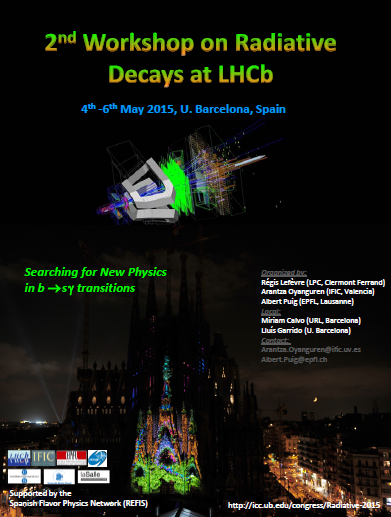 2nd Workshop on Radiative
Decays at LHCb
4th -6th May 2015, U. Barcelona, Spain
Searching for New Physics
in b →sγ transitions
Organized by:
Régis Lefèvre (LPC, Clermont Ferrand)
Arantza Oyanguren (IFIC, Valencia)
Albert Puig (EPFL, Lausanne)
Local:
Miriam Calvo (URL, Barcelona)
Lluís Garrido (U. Barcelona)
Contact:
Arantza.Oyanguren@ific.uv.es
Albert.Puig@epfl.ch
LHCb
IFIC
laSalle
Supported by the
Spanish Flavor Physics Network (REFIS)
http://icc.ub.edu/congress/Radiative-2015